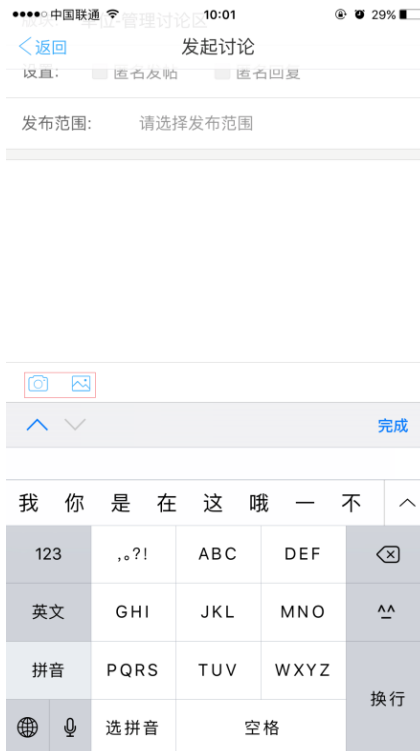 中国联通 10:01 29%
单位-管理讨论区
返回 发起讨论
设置: 匿名发帖 匿名回复
发布范围: 请选择发布范围
完成
我 你 是 在 这 哦 一 不
123 ,。?! ABC DEF
英文 GHI JKL MNO ^^
拼音 PQRS TUV WXYZ 换行
选拼音 空格